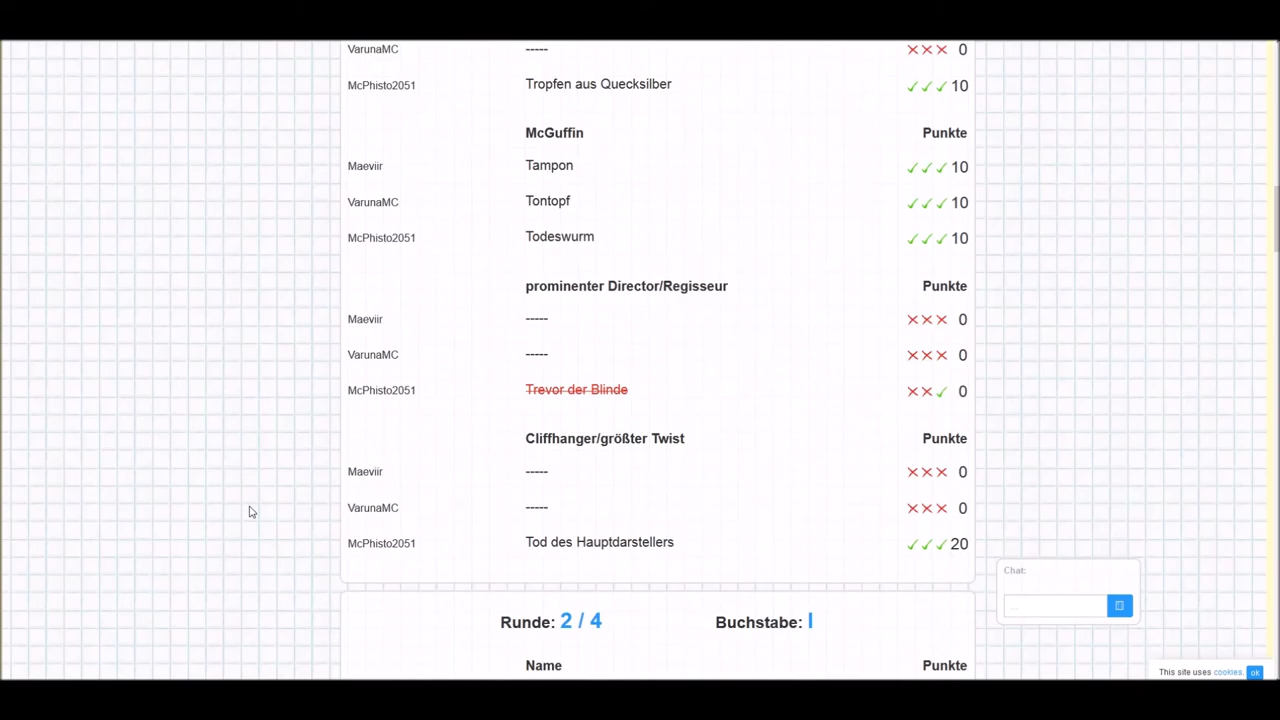 VarunaMC ----- 0
McPhisto2051 Tropfen aus Quecksilber 10
McGuffin Punkte
Maeviir Tampon 10
VarunaMC Tontopf 10
McPhisto2051 Todeswurm 10
prominenter Director/Regisseur Punkte
Maeviir ----- 0
VarunaMC ----- 0
McPhisto2051 Trevor der Blinde 0
Cliffhanger/größter Twist Punkte
Maeviir ----- 0
VarunaMC ----- 0
McPhisto2051 Tod des Hauptdarstellers 20
Chat:
...
Runde: 2 / 4 Buchstabe: I
Name Punkte
This site uses cookies. ok